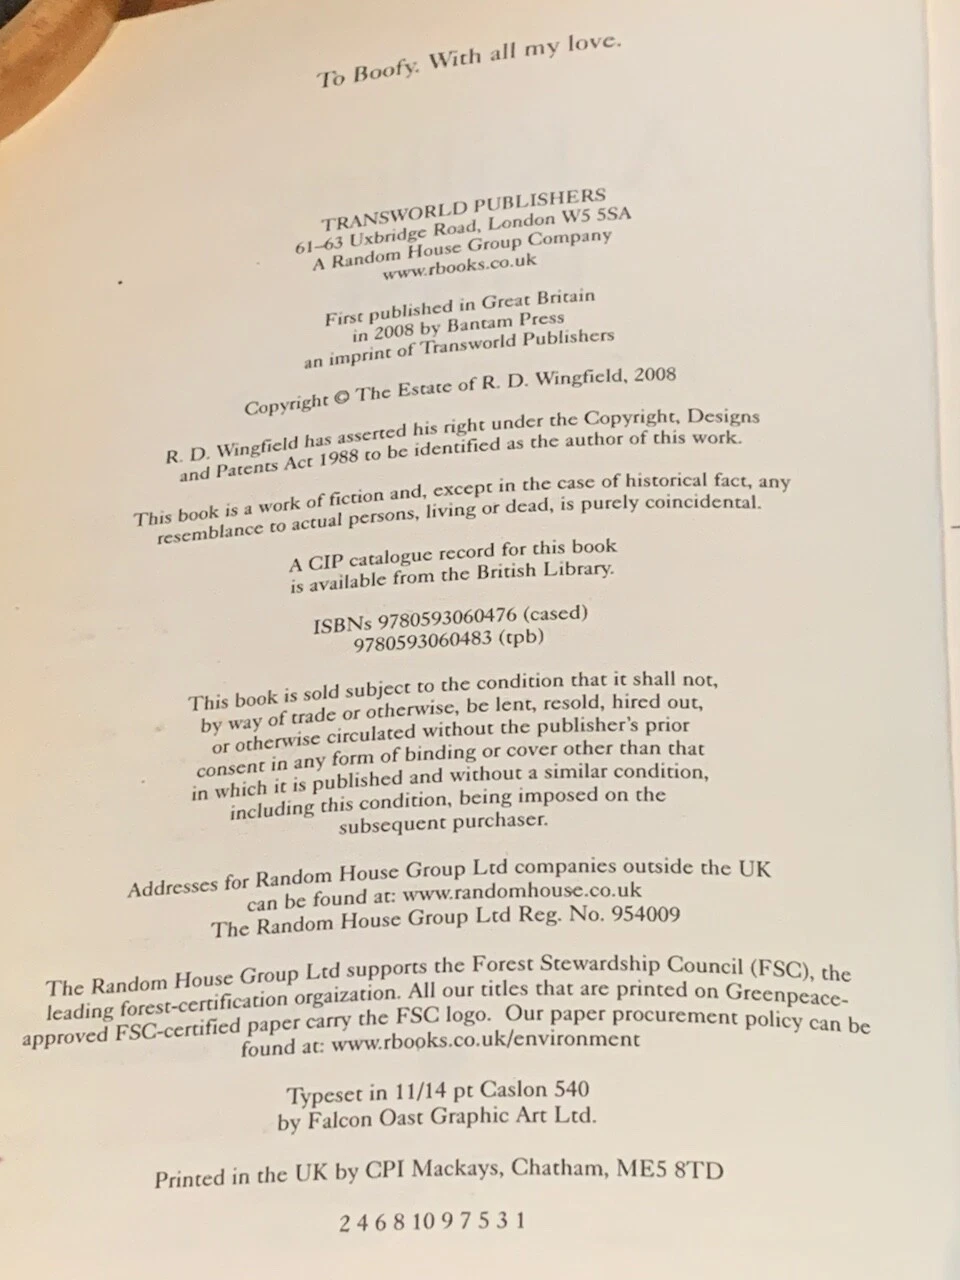 To Boofy. With all my love.
TRANSWORLD PUBLISHERS
61–63 Uxbridge Road, London W5 5SA
A Random House Group Company
www.rbooks.co.uk
First published in Great Britain
in 2008 by Bantam Press
an imprint of Transworld Publishers
Copyright © The Estate of R. D. Wingfield, 2008
R. D. Wingfield has asserted his right under the Copyright, Designs
and Patents Act 1988 to be identified as the author of this work.
This book is a work of fiction and, except in the case of historical fact, any
resemblance to actual persons, living or dead, is purely coincidental.
A CIP catalogue record for this book
is available from the British Library.
ISBNs 9780593060476 (cased)
9780593060483 (tpb)
This book is sold subject to the condition that it shall not,
by way of trade or otherwise, be lent, resold, hired out,
or otherwise circulated without the publisher's prior
consent in any form of binding or cover other than that
in which it is published and without a similar condition,
including this condition, being imposed on the
subsequent purchaser.
Addresses for Random House Group Ltd companies outside the UK
can be found at: www.randomhouse.co.uk
The Random House Group Ltd Reg. No. 954009
The Random House Group Ltd supports the Forest Stewardship Council (FSC), the
leading forest-certification orgaization. All our titles that are printed on Greenpeace-
approved FSC-certified paper carry the FSC logo. Our paper procurement policy can be
found at: www.rbooks.co.uk/environment
Typeset in 11/14 pt Caslon 540
by Falcon Oast Graphic Art Ltd.
Printed in the UK by CPI Mackays, Chatham, ME5 8TD
2 4 6 8 10 9 7 5 3 1